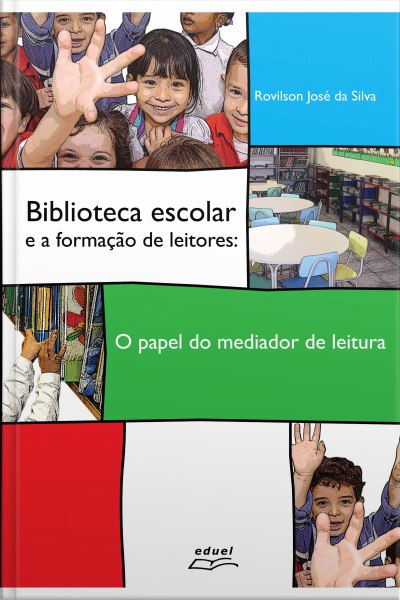 Rovilson José da Silva
Biblioteca escolar
e a formação de leitores:
O papel do mediador de leitura
eduel